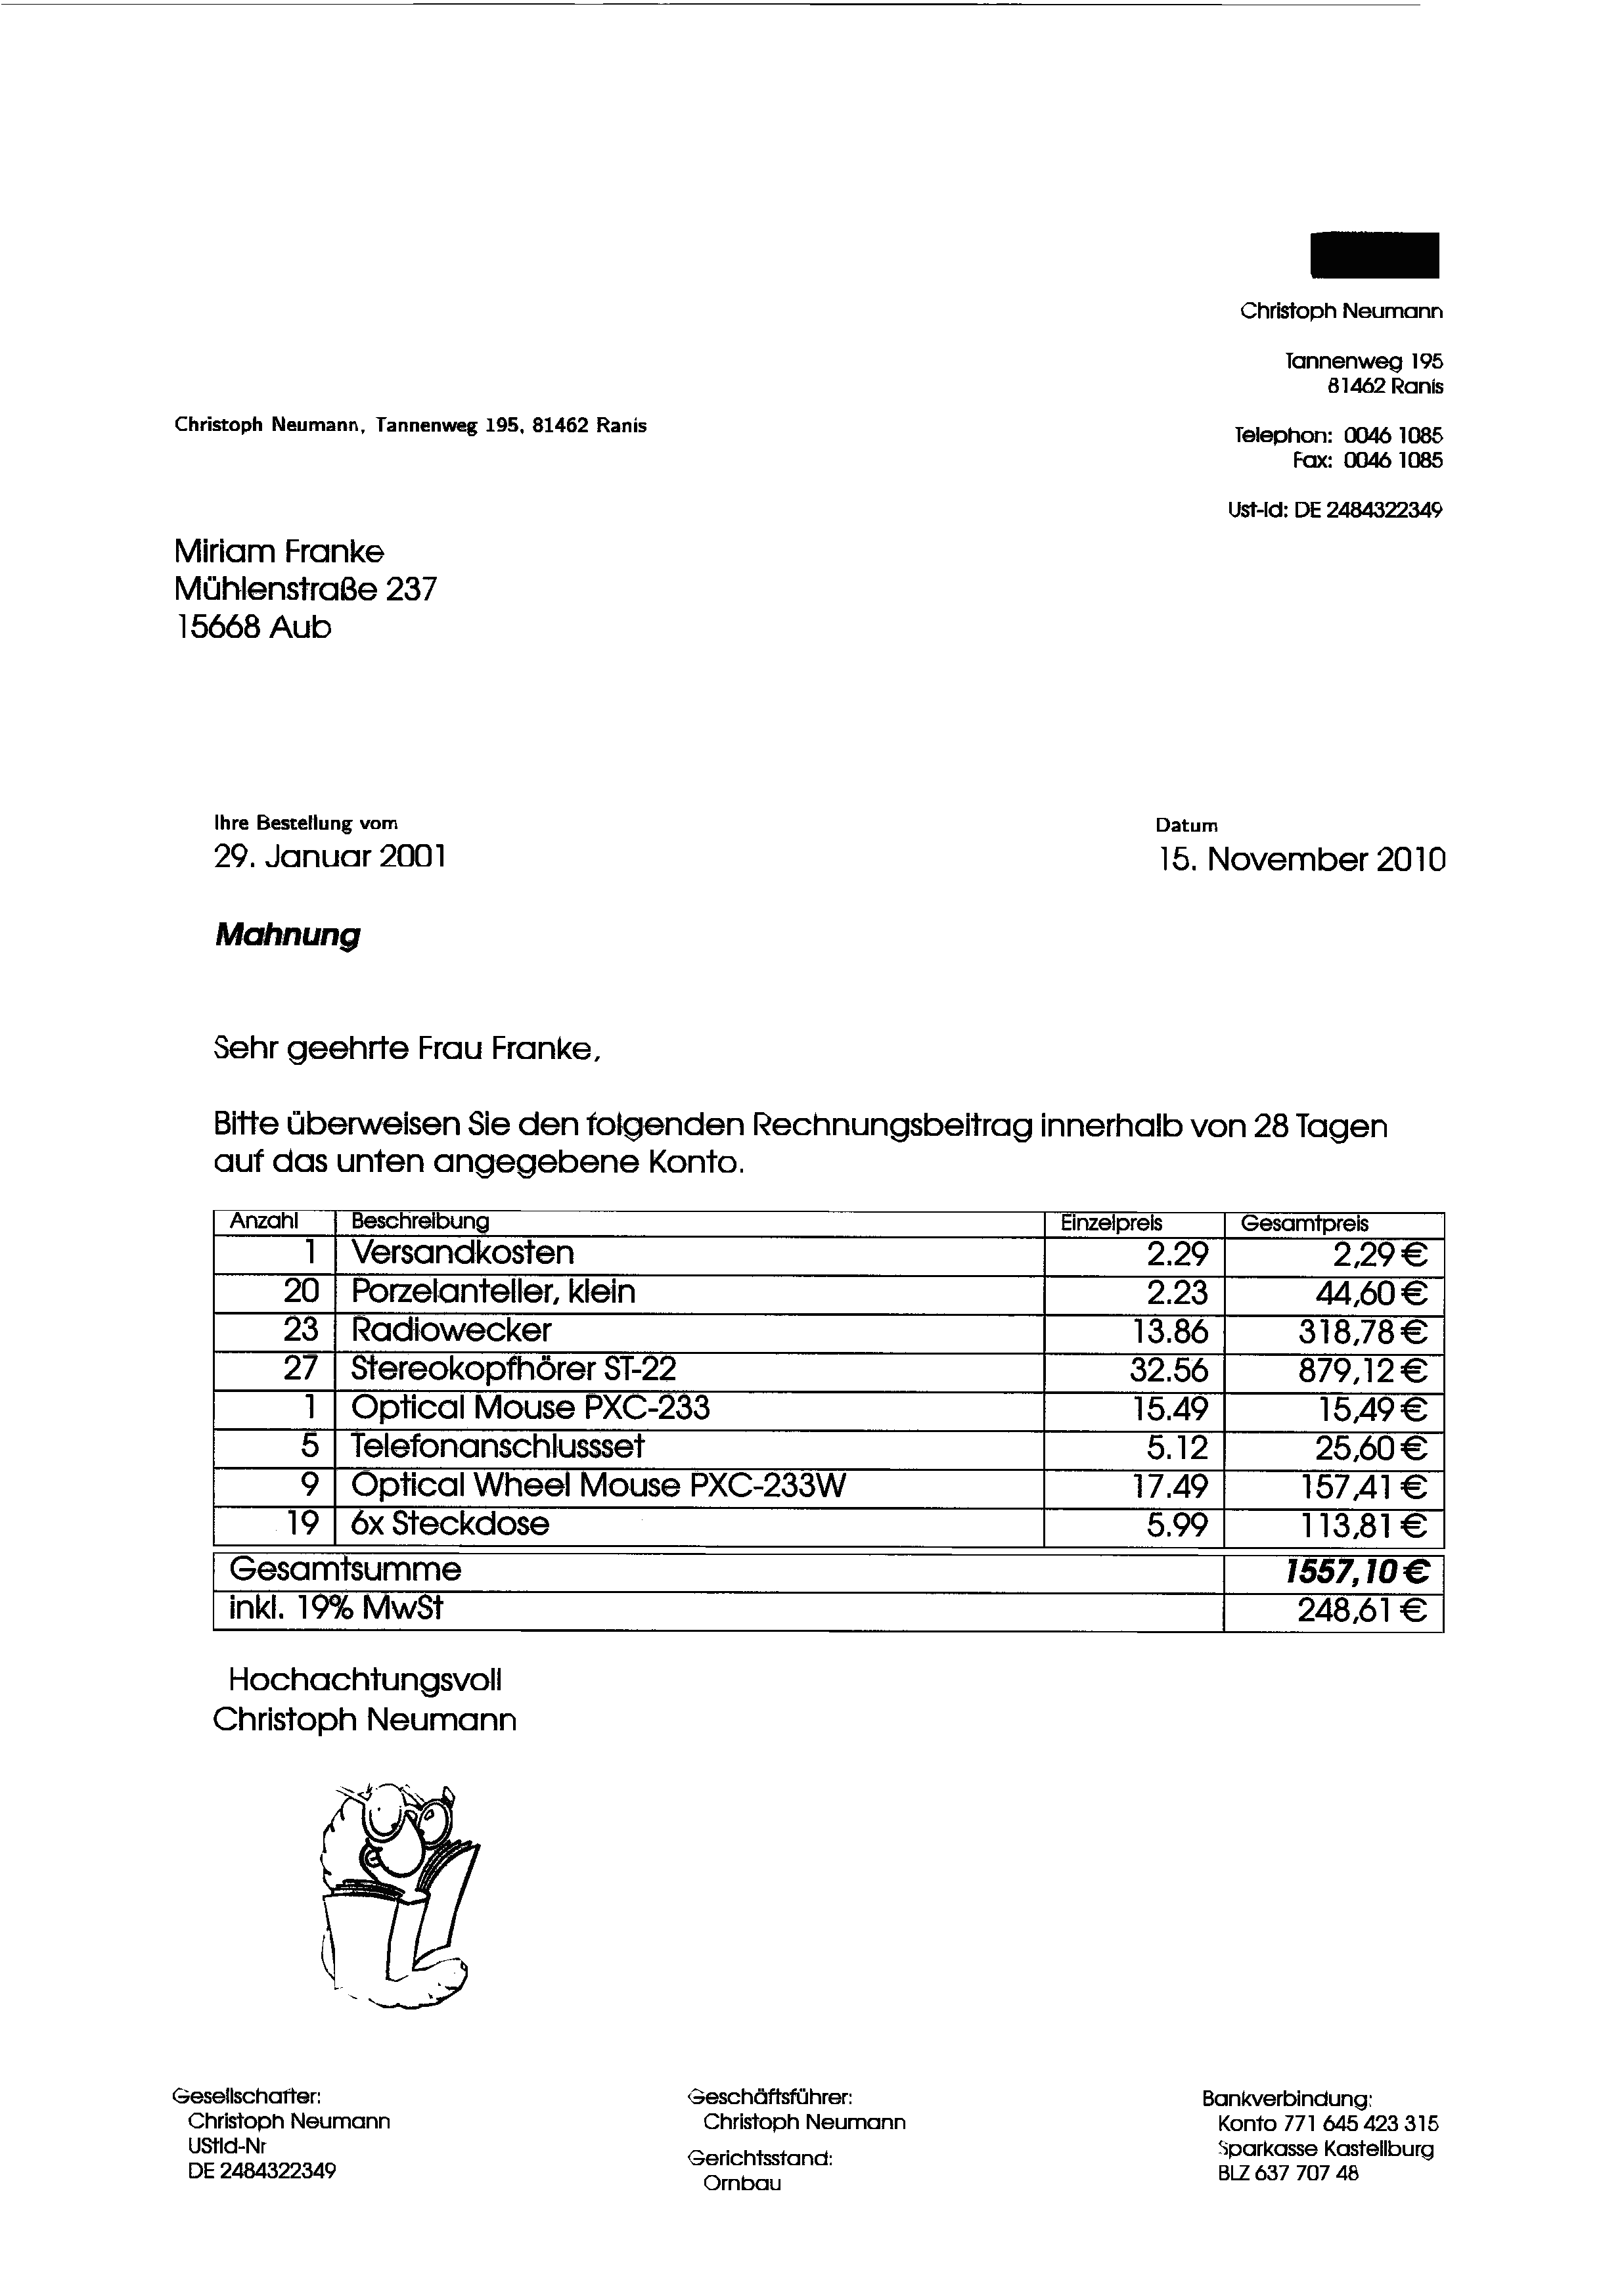 Christoph Neumann
Tannenweg 195
81462 Ranis
Christoph Neumann, Tannenweg 195, 81462 Ranis
Telephon: 0046 1085
Fax: 0046 1085
Ust-Id: DE 2484322349
Miriam Franke
Mühlenstraße 237
15668 Aub
Ihre Bestellung vom Datum
29. Januar 2001 15. November 2010
Mahnung
Sehr geehrte Frau Franke,
Bitte überweisen Sie den folgenden Rechnungsbeitrag innerhalb von 28 Tagen
auf das unten angegebene Konto.
Anzahl Beschreibung Einzelpreis Gesamtpreis
1 Versandkosten 2.29 2,29 €
20 Porzelanteller, klein 2.23 44,60 €
23 Radiowecker 13.86 318,78 €
27 Stereokopfhörer ST-22 32.56 879,12 €
1 Optical Mouse PXC-233 15.49 15,49 €
5 Telefonanschlussset 5.12 25,60 €
9 Optical Wheel Mouse PXC-233W 17.49 157,41 €
19 6x Steckdose 5.99 113,81 €
Gesamtsumme 1557,10 €
inkl. 19% MwSt 248,61 €
Hochachtungsvoll
Christoph Neumann
Gesellschafter: Geschäftsführer: Bankverbindung:
Christoph Neumann Christoph Neumann Konto 771 645 423 315
UStId-Nr Gerichtsstand: Sparkasse Kastellburg
DE 2484322349 Ornbau BLZ 637 707 48